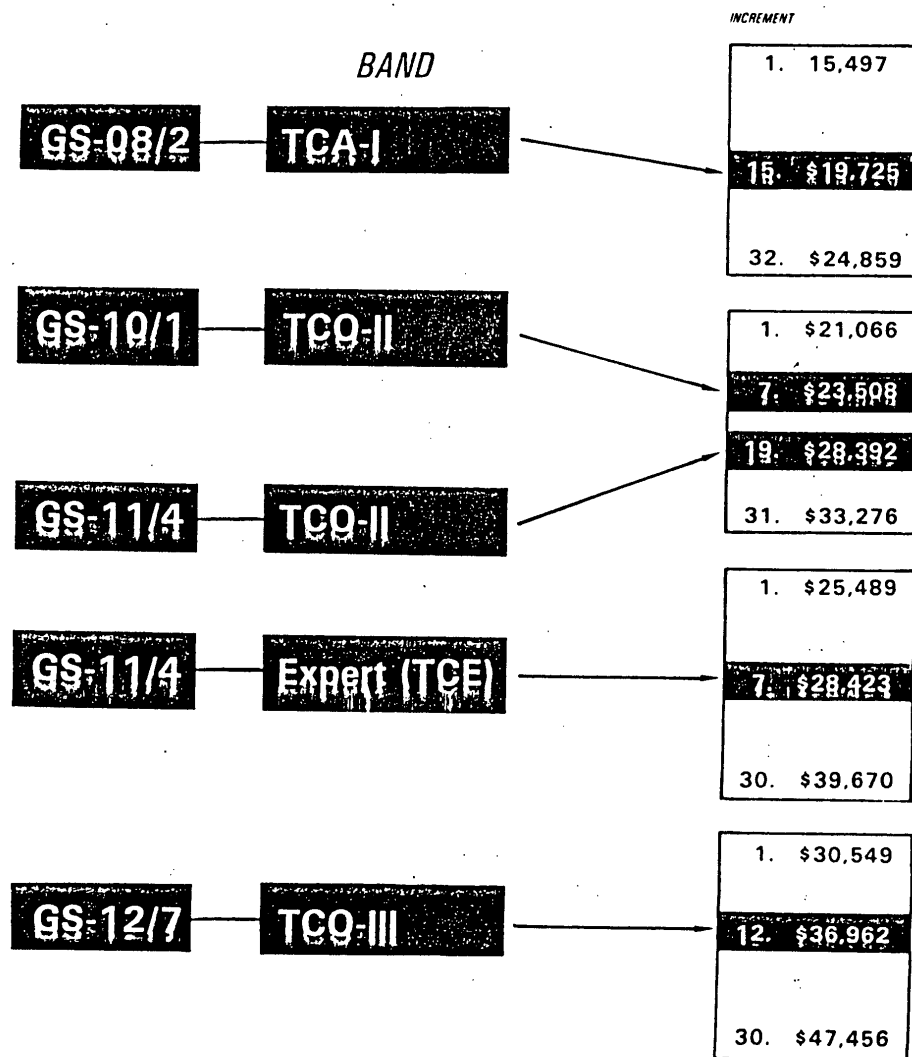 INCREMENT
BAND
1. 15,497
GS-08/2 TCA-I
15. $19,725
32. $24,859
GS-10/1 TCO-II
1. $21,066
7. $23,508
19. $28,392
GS-11/4 TCO-II
31. $33,276
1. $25,489
GS-11/4 Expert (TCE)
7. $28,423
30. $39,670
1. $30,549
GS-12/7 TCO-III
12. $36,962
30. $47,456